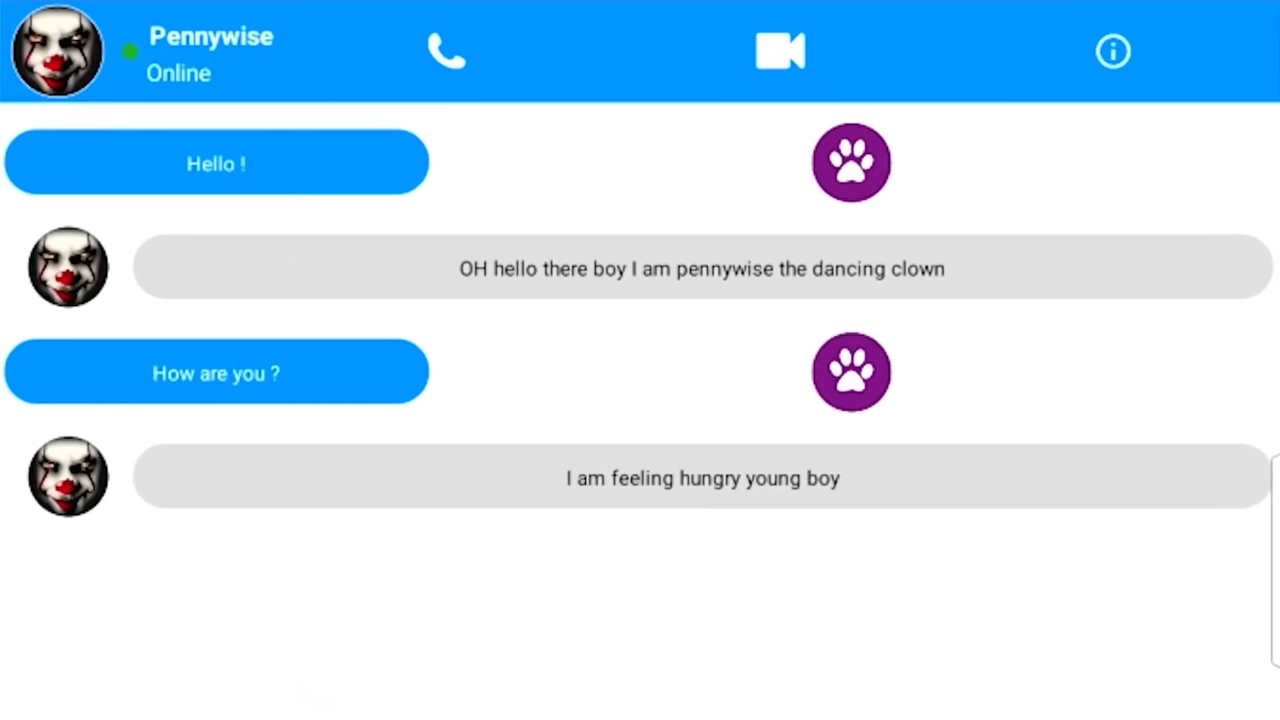 Pennywise
Online
Hello !
OH hello there boy I am pennywise the dancing clown
How are you ?
I am feeling hungry young boy